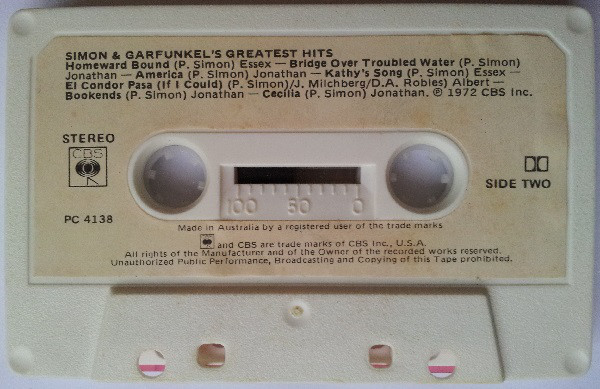 SIMON & GARFUNKEL'S GREATEST HITS
Homeward Bound (P. Simon) Essex — Bridge Over Troubled Water (P. Simon)
Jonathan — America (P. Simon) Jonathan — Kathy's Song (P. Simon) Essex —
El Condor Pasa (If I Could) (P. Simon)/J. Milchberg/D.A. Robles) Albert —
Bookends (P. Simon) Jonathan — Cecilia (P. Simon) Jonathan. ℗ 1972 CBS Inc.
STEREO
CBS
PC 4138
SIDE TWO
100 50 0
Made in Australia by a registered user of the trade marks
and CBS are trade marks of CBS Inc., U.S.A.
All rights of the Manufacturer and of the Owner of the recorded works reserved.
Unauthorized Public Performance, Broadcasting and Copying of this Tape prohibited.